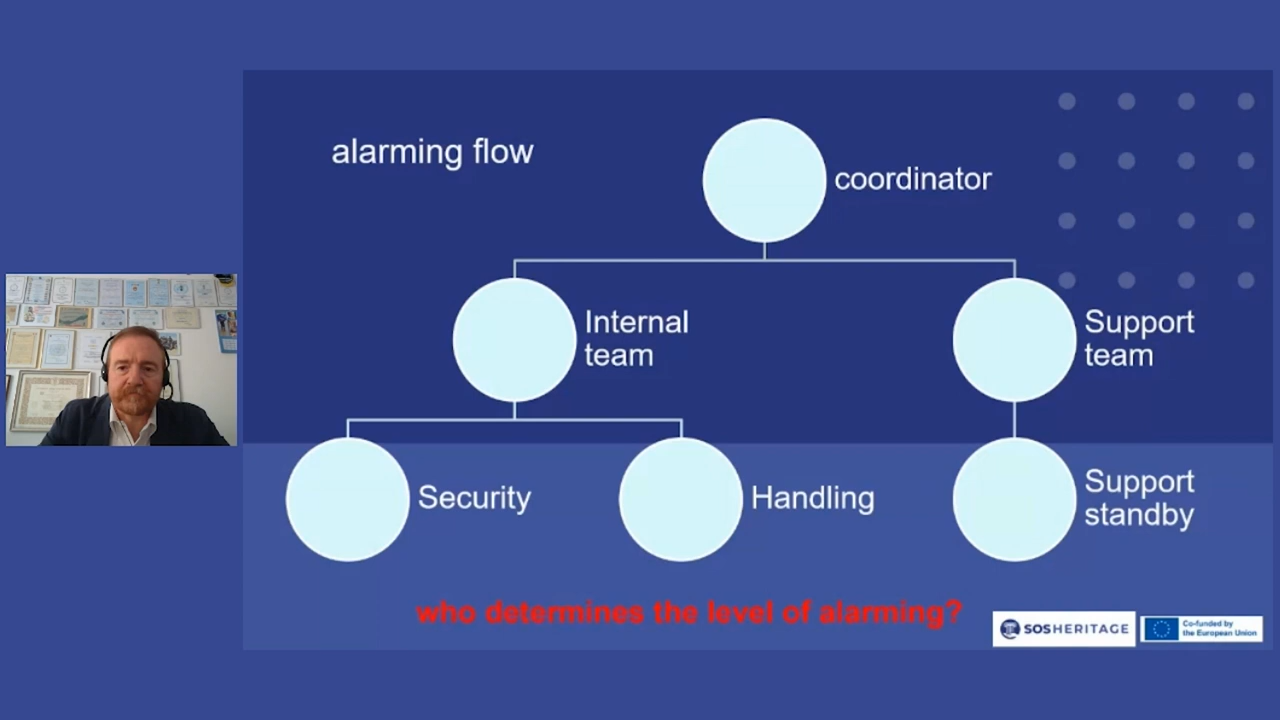 alarming flow
coordinator
Internal
team
Support
team
Security
Handling
Support
standby
who determines the level of alarming?
SOSHERITAGE
Co-funded by
the European Union